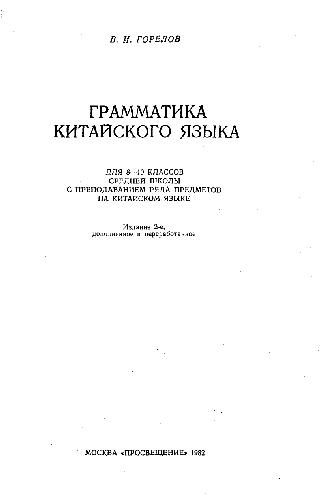 В. И. ГОРЕЛОВ
ГРАММАТИКА
КИТАЙСКОГО ЯЗЫКА
ДЛЯ 8—10 КЛАССОВ
СРЕДНЕЙ ШКОЛЫ
С ПРЕПОДАВАНИЕМ РЯДА ПРЕДМЕТОВ
НА КИТАЙСКОМ ЯЗЫКЕ
Издание 2-е,
дополненное и переработанное
МОСКВА «ПРОСВЕЩЕНИЕ» 1982